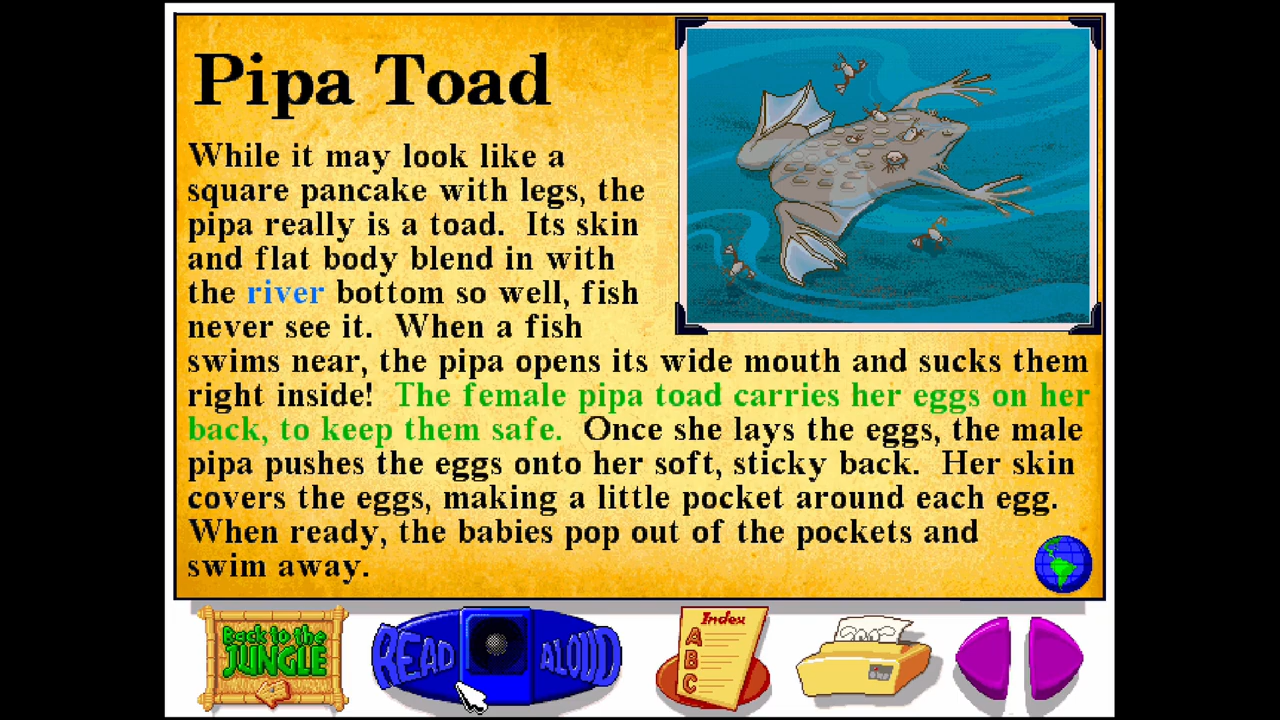 Pipa Toad
While it may look like a
square pancake with legs, the
pipa really is a toad.  Its skin
and flat body blend in with
the river bottom so well, fish
never see it.  When a fish
swims near, the pipa opens its wide mouth and sucks them
right inside!  The female pipa toad carries her eggs on her
back, to keep them safe.  Once she lays the eggs, the male
pipa pushes the eggs onto her soft, sticky back.  Her skin
covers the eggs, making a little pocket around each egg.
When ready, the babies pop out of the pockets and
swim away.
Back to the
JUNGLE
READ ALOUD
Index
A
B
C